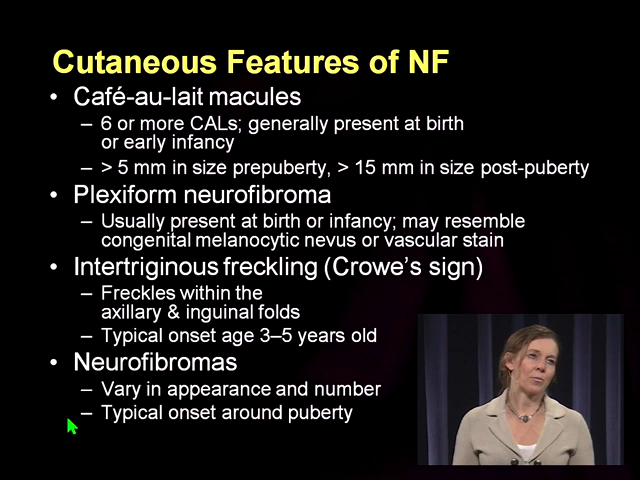 Cutaneous Features of NF
• Café-au-lait macules
– 6 or more CALs; generally present at birth
or early infancy
– > 5 mm in size prepuberty, > 15 mm in size post-puberty
• Plexiform neurofibroma
– Usually present at birth or infancy; may resemble
congenital melanocytic nevus or vascular stain
• Intertriginous freckling (Crowe's sign)
– Freckles within the
axillary & inguinal folds
– Typical onset age 3–5 years old
• Neurofibromas
– Vary in appearance and number
– Typical onset around puberty